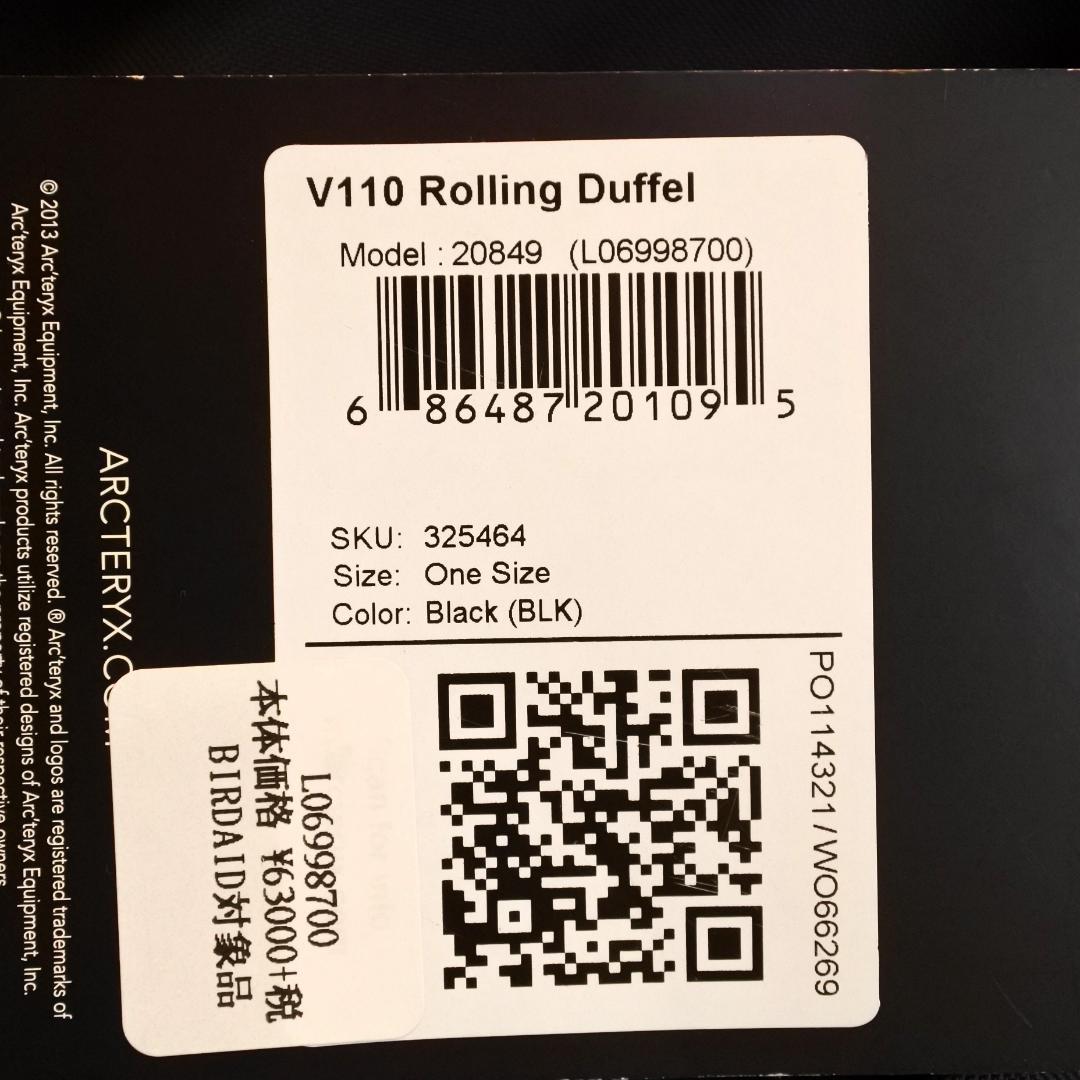 V110 Rolling Duffel
Model : 20849 (L06998700)
6 86487 20109 5
SKU: 325464
Size: One Size
Color: Black (BLK)
PO114321 / WO66269
L06998700
本体価格 ¥63000+税
BIRDAID対象品
ARCTERYX.COM
© 2013 Arc'teryx Equipment, Inc. All rights reserved. ® Arc'teryx and logos are registered trademarks of
Arc'teryx Equipment, Inc. Arc'teryx products utilize registered designs of Arc'teryx Equipment, Inc.